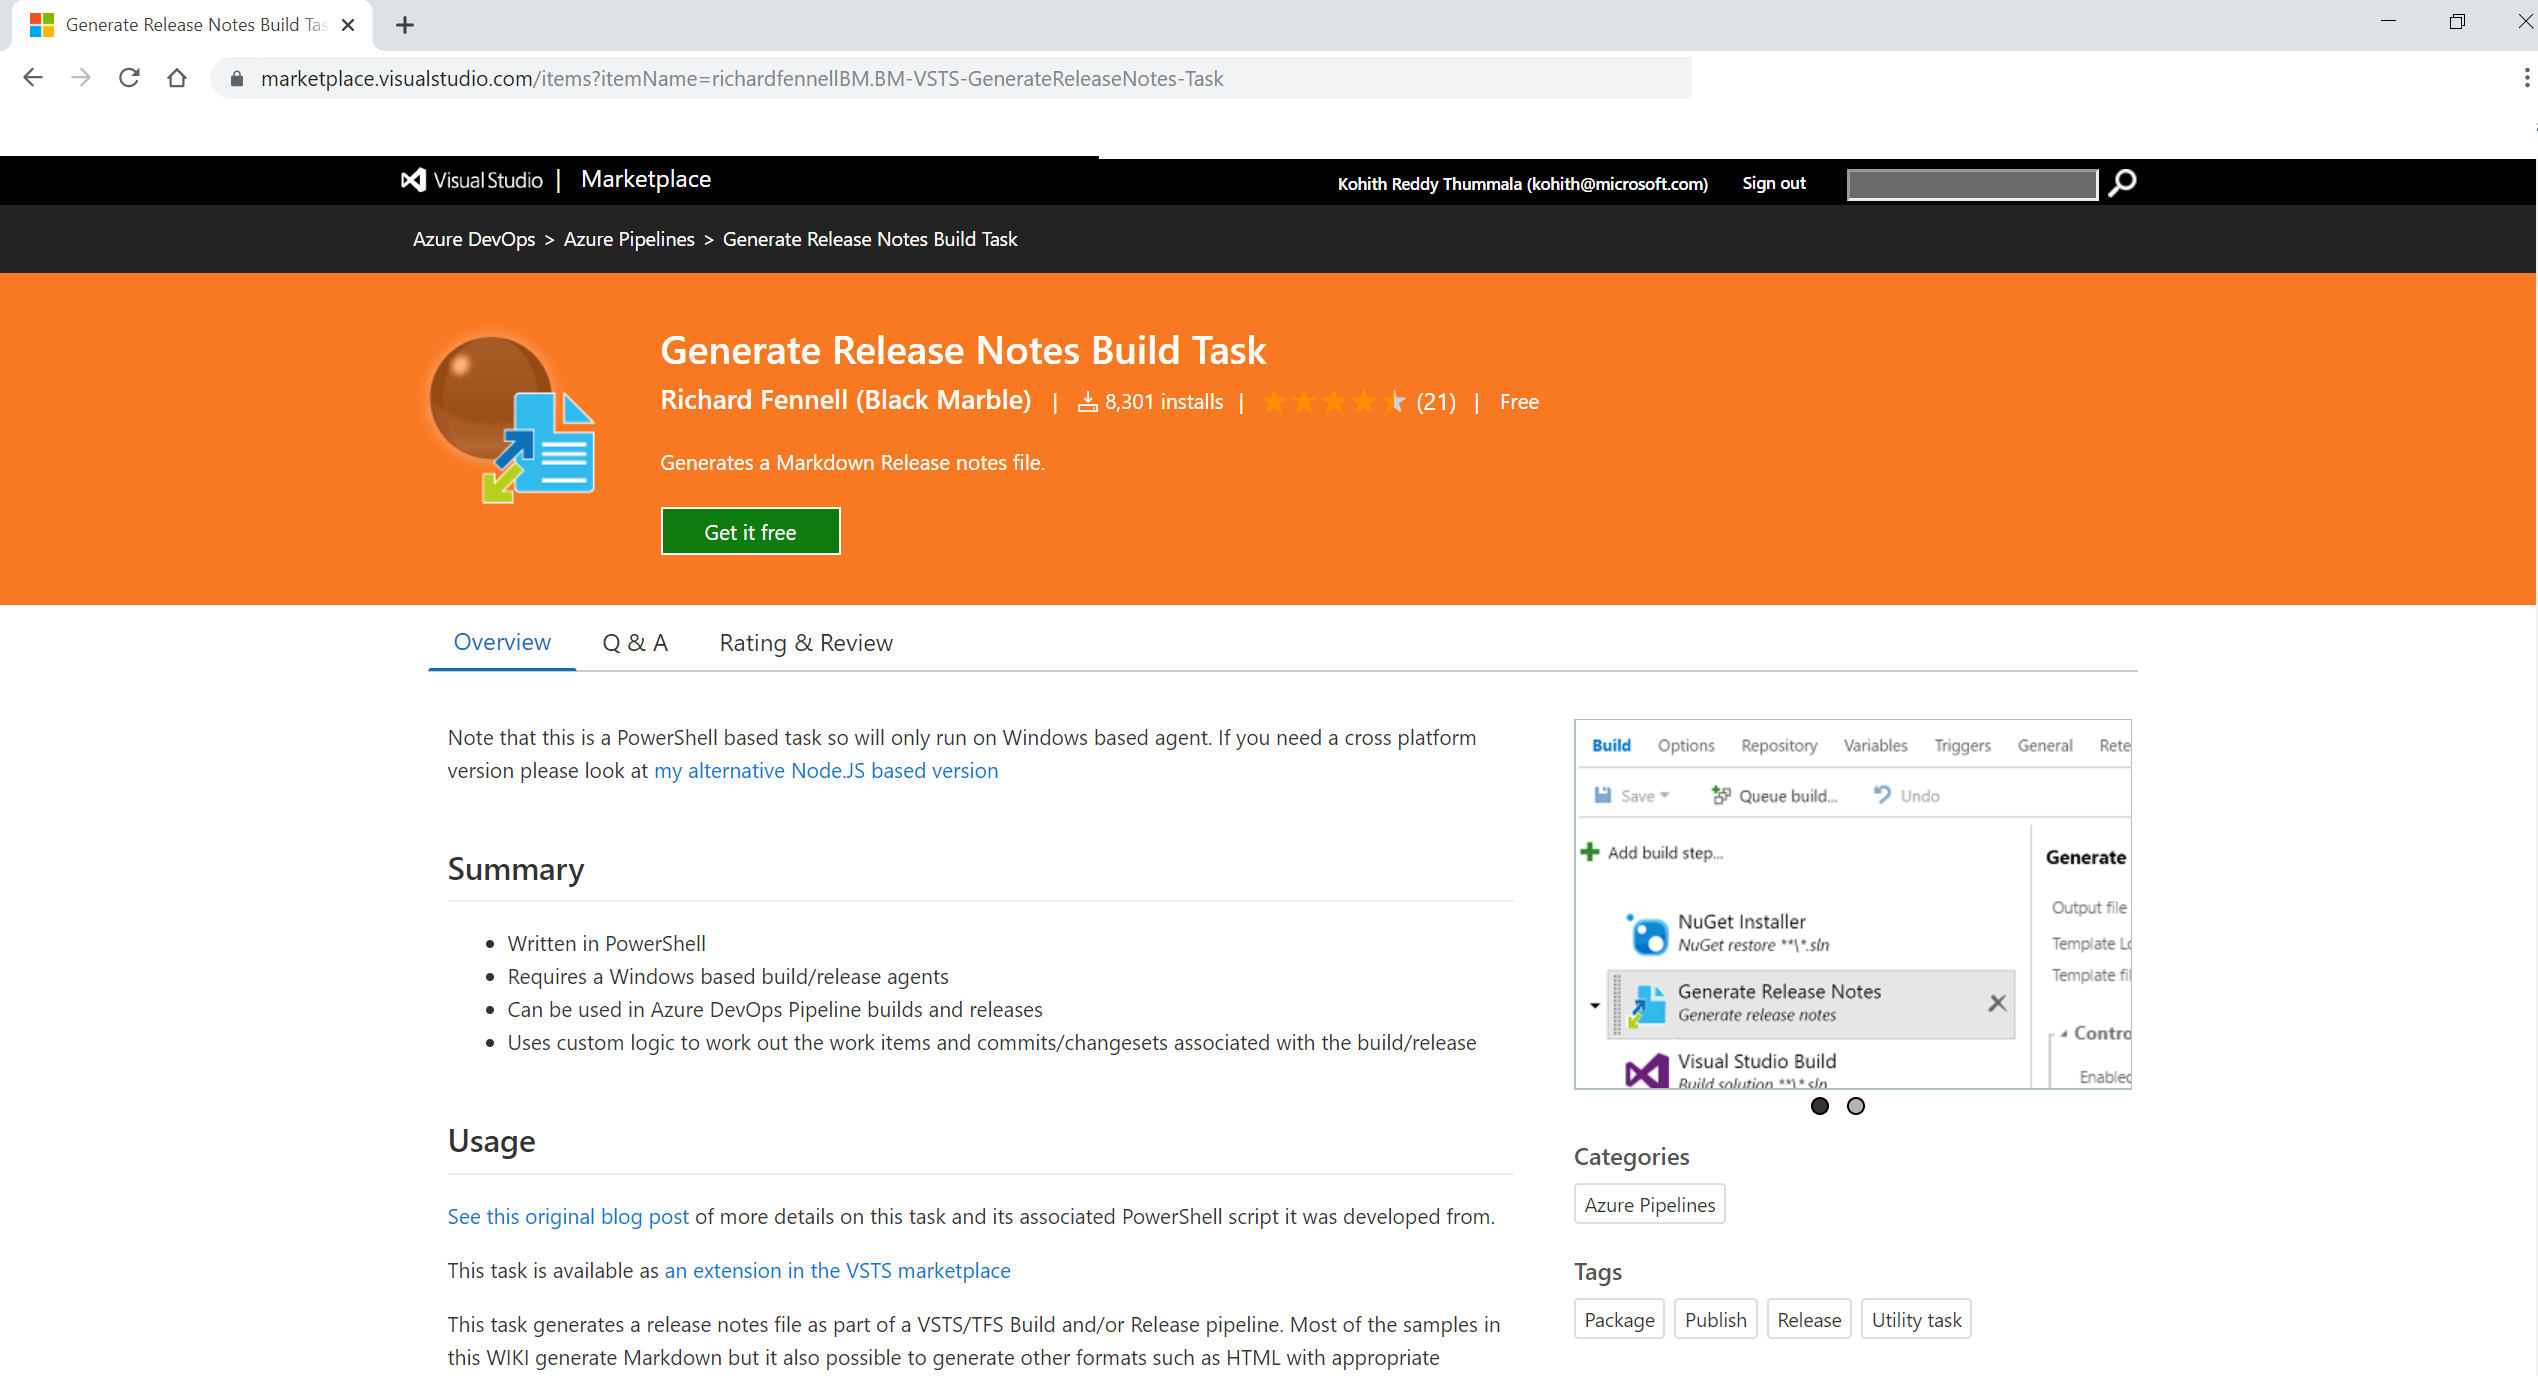 Generate Release Notes Build Tas
marketplace.visualstudio.com/items?itemName=richardfennellBM.BM-VSTS-GenerateReleaseNotes-Task
Visual Studio | Marketplace
Kohith Reddy Thummala (kohith@microsoft.com) Sign out
Azure DevOps > Azure Pipelines > Generate Release Notes Build Task
Generate Release Notes Build Task
Richard Fennell (Black Marble) | 8,301 installs | (21) | Free
Generates a Markdown Release notes file.
Get it free
Overview Q & A Rating & Review
Note that this is a PowerShell based task so will only run on Windows based agent. If you need a cross platform
version please look at my alternative Node.JS based version
Summary
• Written in PowerShell
• Requires a Windows based build/release agents
• Can be used in Azure DevOps Pipeline builds and releases
• Uses custom logic to work out the work items and commits/changesets associated with the build/release
Usage
See this original blog post of more details on this task and its associated PowerShell script it was developed from.
This task is available as an extension in the VSTS marketplace
This task generates a release notes file as part of a VSTS/TFS Build and/or Release pipeline. Most of the samples in
this WIKI generate Markdown but it also possible to generate other formats such as HTML with appropriate
Build Options Repository Variables Triggers General Rete
Save Queue build... Undo
Add build step...
Generate
Output file
NuGet Installer
NuGet restore **\*.sln
Template Lo
Template fil
Generate Release Notes
Generate release notes
Contro
Visual Studio Build
Build solution **\*.sln
Enabled
Categories
Azure Pipelines
Tags
Package Publish Release Utility task